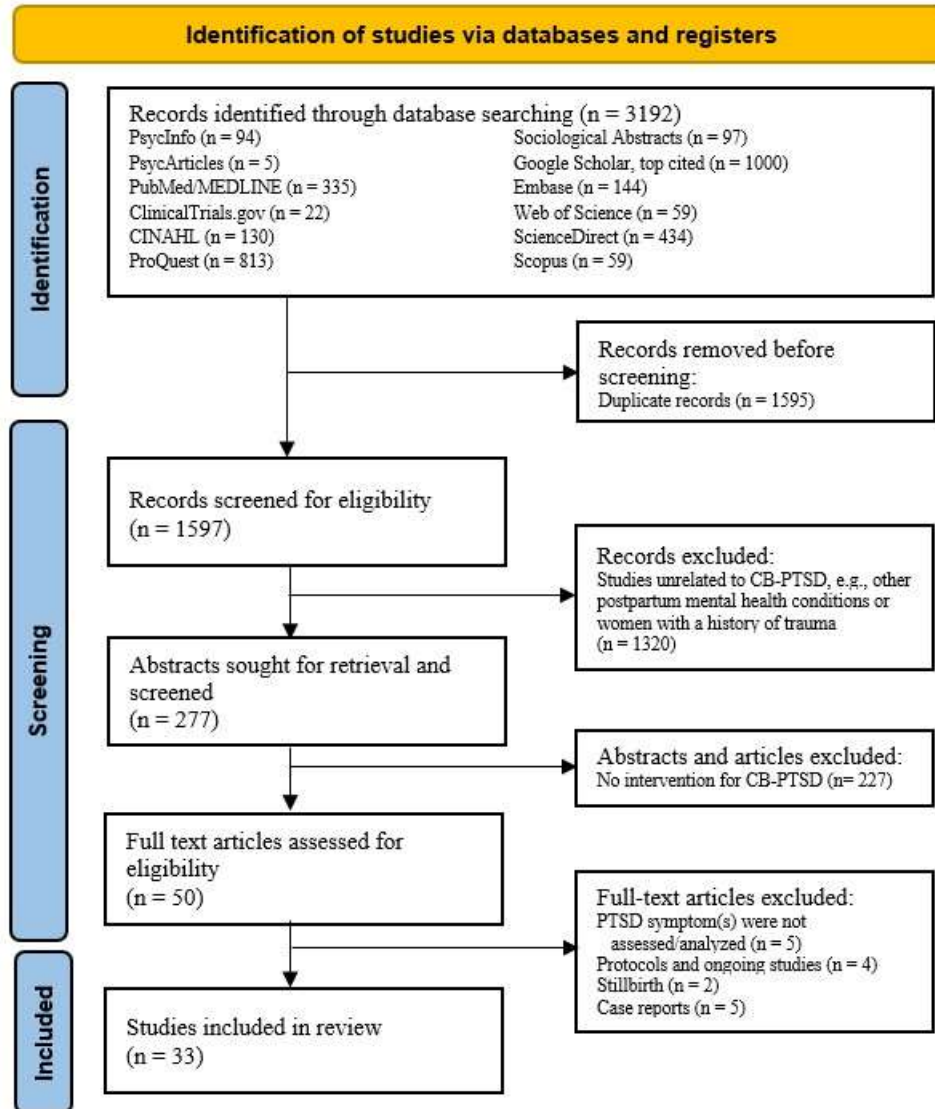 Identification of studies via databases and registers
Identification
Records identified through database searching (n = 3192)
PsycInfo (n = 94)
PsycArticles (n = 5)
PubMed/MEDLINE (n = 335)
ClinicalTrials.gov (n = 22)
CINAHL (n = 130)
ProQuest (n = 813)
Sociological Abstracts (n = 97)
Google Scholar, top cited (n = 1000)
Embase (n = 144)
Web of Science (n = 59)
ScienceDirect (n = 434)
Scopus (n = 59)
Records removed before
screening:
Duplicate records (n = 1595)
Screening
Records screened for eligibility
(n = 1597)
Records excluded:
Studies unrelated to CB-PTSD, e.g., other
postpartum mental health conditions or
women with a history of trauma
(n = 1320)
Abstracts sought for retrieval and
screened
(n = 277)
Abstracts and articles excluded:
No intervention for CB-PTSD (n= 227)
Full text articles assessed for
eligibility
(n = 50)
Full-text articles excluded:
PTSD symptom(s) were not
assessed/analyzed (n = 5)
Protocols and ongoing studies (n = 4)
Stillbirth (n = 2)
Case reports (n = 5)
Included
Studies included in review
(n = 33)